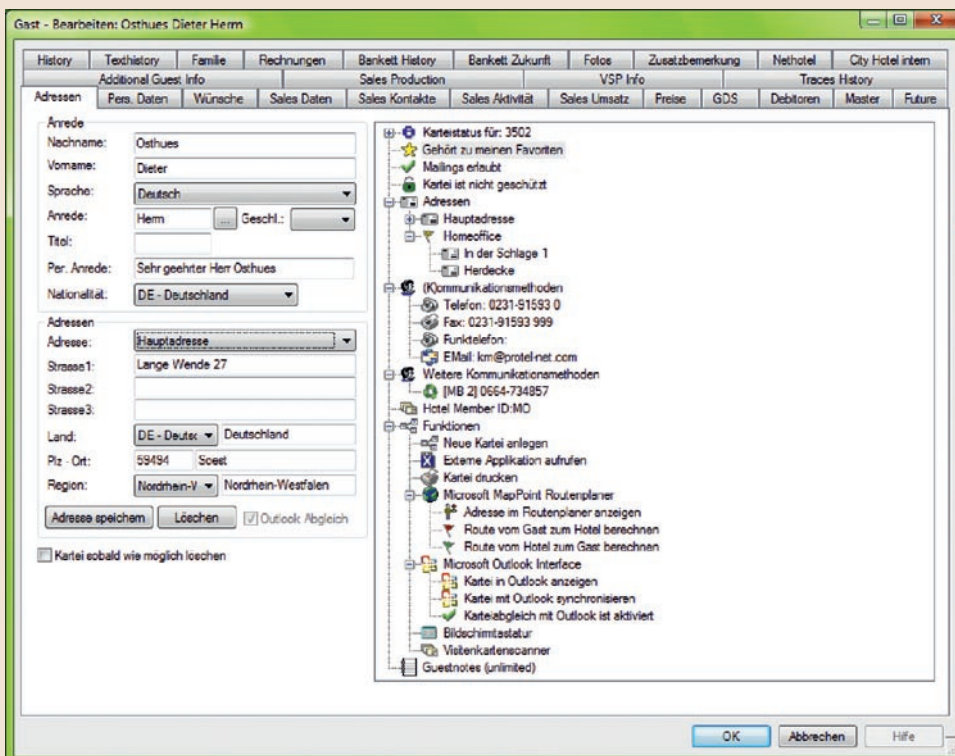 Gast - Bearbeiten: Osthues Dieter Herrn
History Texthistory Familie Rechnungen Bankett History Bankett Zukunft Fotos Zusatzbemerkung Nethotel City Hotel intern
Additional Guest Info Sales Production VSP Info Traces History
Adressen Pers. Daten Wünsche Sales Daten Sales Kontakte Sales Aktivität Sales Umsatz Preise GDS Debitoren Master Future
Anrede
Nachname: Osthues
Vorname: Dieter
Sprache: Deutsch
Anrede: Herrn ... Geschl.:
Titel:
Per. Anrede: Sehr geehrter Herr Osthues
Nationalität: DE - Deutschland
Adressen
Adresse: Hauptadresse
Strasse1: Lange Wende 27
Strasse2:
Strasse3:
Land: DE - Deutsc Deutschland
Plz - Ort: 59494 Soest
Region: Nordrhein-V Nordrhein-Westfalen
Adresse speichern Löschen Outlook Abgleich
Kartei sobald wie möglich löschen
Karteistatus für: 3502
Gehört zu meinen Favoriten
Mailings erlaubt
Kartei ist nicht geschützt
Adressen
Hauptadresse
Homeoffice
In der Schlage 1
Herdecke
(K)ommunikationsmethoden
Telefon: 0231-91593 0
Fax: 0231-91593 999
Funktelefon:
EMail: km@protel-net.com
Weitere Kommunikationsmethoden
[MB 2] 0664-734857
Hotel Member ID:MO
Funktionen
Neue Kartei anlegen
Externe Applikation aufrufen
Kartei drucken
Microsoft MapPoint Routenplaner
Adresse im Routenplaner anzeigen
Route vom Gast zum Hotel berechnen
Route vom Hotel zum Gast berechnen
Microsoft Outlook Interface
Kartei in Outlook anzeigen
Kartei mit Outlook synchronisieren
Karteiabgleich mit Outlook ist aktiviert
Bildschirmtastatur
Visitenkartenscanner
Guestnotes (unlimited)
OK Abbrechen Hilfe